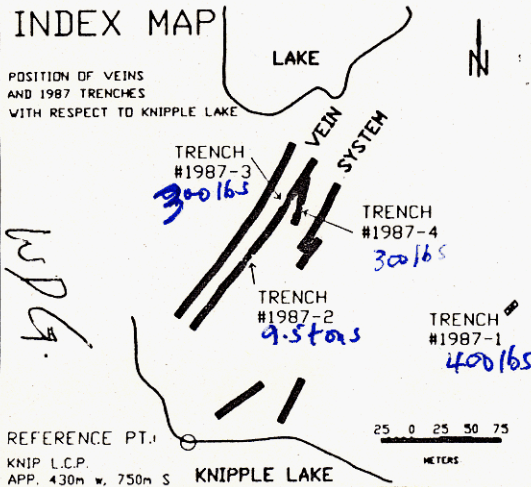 INDEX MAP
POSITION OF VEINS
AND 1987 TRENCHES
WITH RESPECT TO KNIPPLE LAKE
LAKE
N
VEIN
SYSTEM
TRENCH
#1987-3
300 lbs
TRENCH
#1987-4
300 lbs
TRENCH
#1987-2
9.5 tons
TRENCH
#1987-1
400 lbs
REFERENCE PT.
KNIP L.C.P.
APP. 430m w, 750m S
KNIPPLE LAKE
25 0 25 50 75
METERS